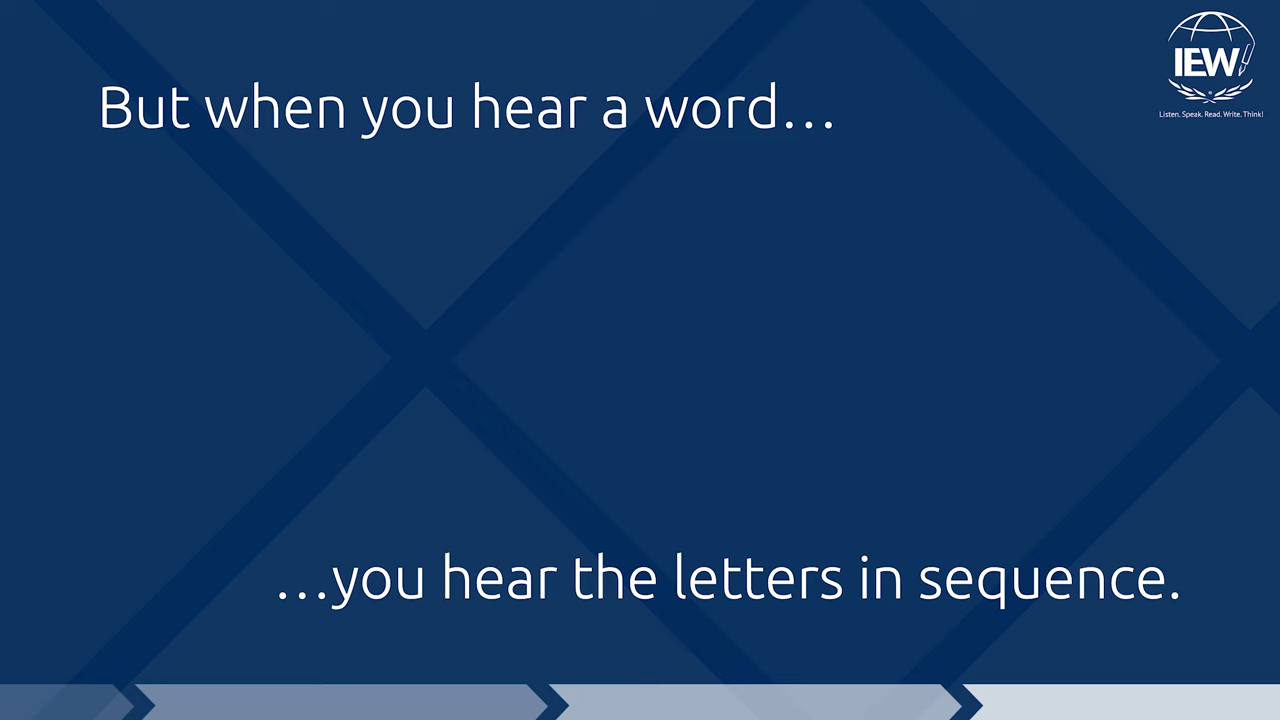 But when you hear a word…
IEW
Listen. Speak. Read. Write. Think!
…you hear the letters in sequence.